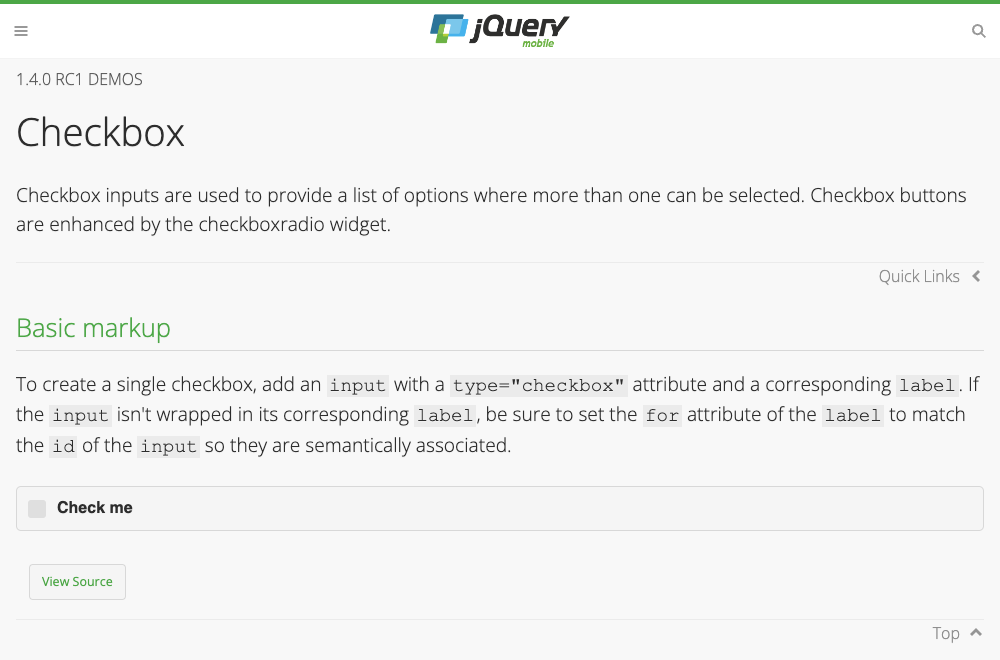 jQuery
mobile
1.4.0 RC1 DEMOS
Checkbox
Checkbox inputs are used to provide a list of options where more than one can be selected. Checkbox buttons
are enhanced by the checkboxradio widget.
Quick Links
Basic markup
To create a single checkbox, add an input with a type="checkbox" attribute and a corresponding label. If
the input isn't wrapped in its corresponding label, be sure to set the for attribute of the label to match
the id of the input so they are semantically associated.
Check me
View Source
Top